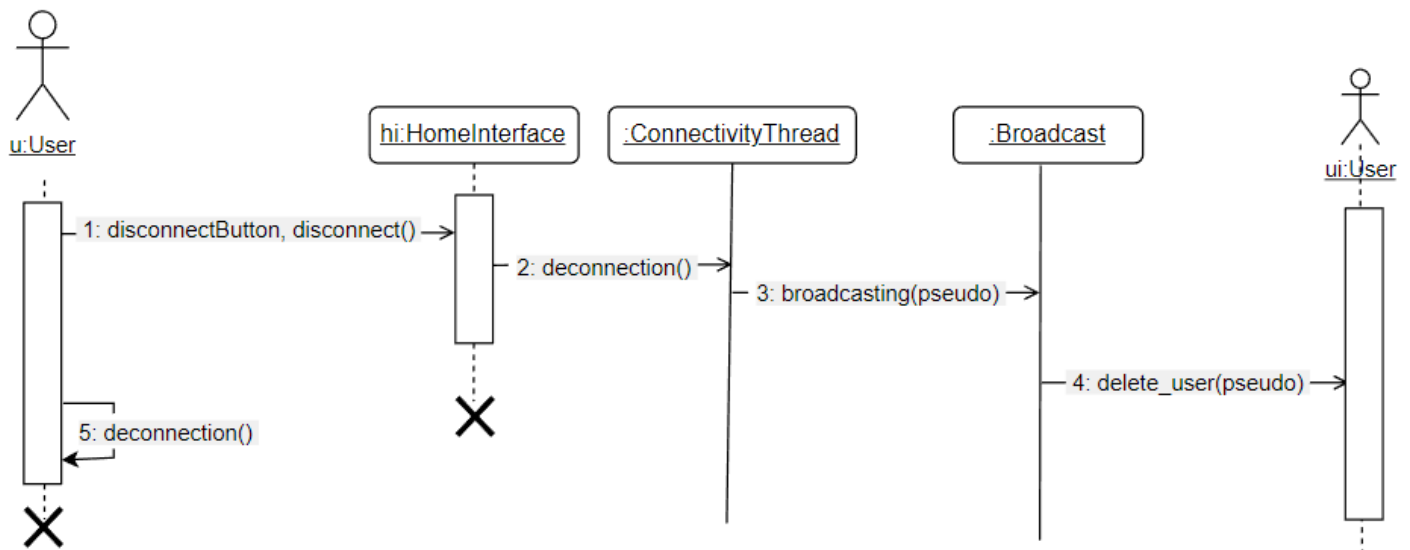 u:User
hi:HomeInterface
:ConnectivityThread
:Broadcast
ui:User
1: disconnectButton, disconnect()
2: deconnection()
3: broadcasting(pseudo)
4: delete_user(pseudo)
5: deconnection()